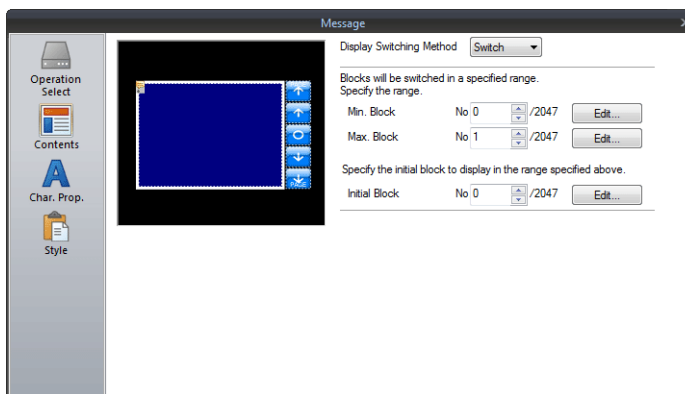 Message
Operation
Select
Contents
Char. Prop.
Style
PAGE
Display Switching Method Switch
Blocks will be switched in a specified range.
Specify the range.
Min. Block No 0 /2047 Edit...
Max. Block No 1 /2047 Edit...
Specify the initial block to display in the range specified above.
Initial Block No 0 /2047 Edit...